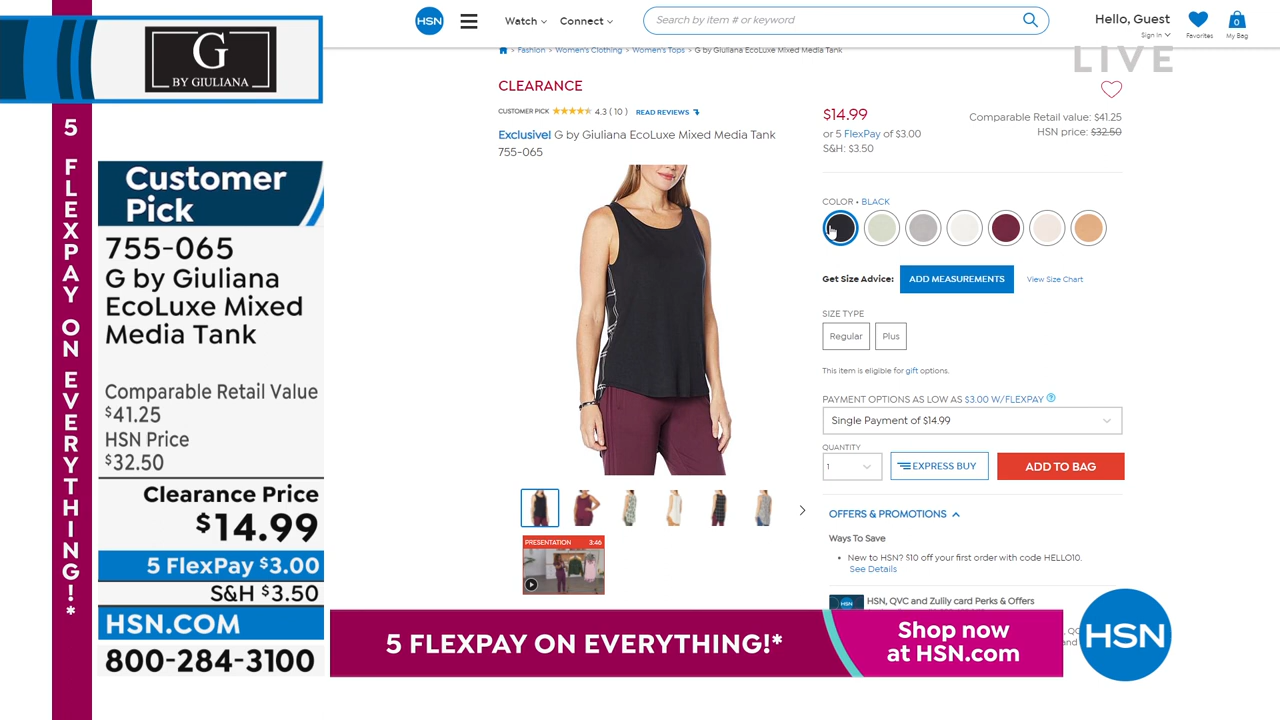 G
BY GIULIANA
5 FLEXPAY ON EVERYTHING!*
Customer
Pick
755-065
G by Giuliana
EcoLuxe Mixed
Media Tank
Comparable Retail Value
$41.25
HSN Price
$32.50
Clearance Price
$14.99
5 FlexPay $3.00
S&H $3.50
HSN.COM
800-284-3100
HSN
Watch
Connect
Search by item # or keyword
Hello, Guest
Sign in
Favorites
0
My Bag
LIVE
> Fashion > Women's Clothing > Women's Tops > G by Giuliana EcoLuxe Mixed Media Tank
CLEARANCE
CUSTOMER PICK 4.3 ( 10 ) READ REVIEWS
Exclusive! G by Giuliana EcoLuxe Mixed Media Tank
755-065
PRESENTATION 3:46
$14.99
or 5 FlexPay of $3.00
S&H: $3.50
Comparable Retail value: $41.25
HSN price: $32.50
COLOR • BLACK
Get Size Advice: ADD MEASUREMENTS View Size Chart
SIZE TYPE
Regular Plus
This item is eligible for gift options.
PAYMENT OPTIONS AS LOW AS $3.00 W/FLEXPAY ?
Single Payment of $14.99
QUANTITY
1 EXPRESS BUY ADD TO BAG
OFFERS & PROMOTIONS
Ways To Save
• New to HSN? $10 off your first order with code HELLO10.
See Details
HSN HSN, QVC and Zulily card Perks & Offers
and
5 FLEXPAY ON EVERYTHING!*
Shop now
at HSN.com
HSN